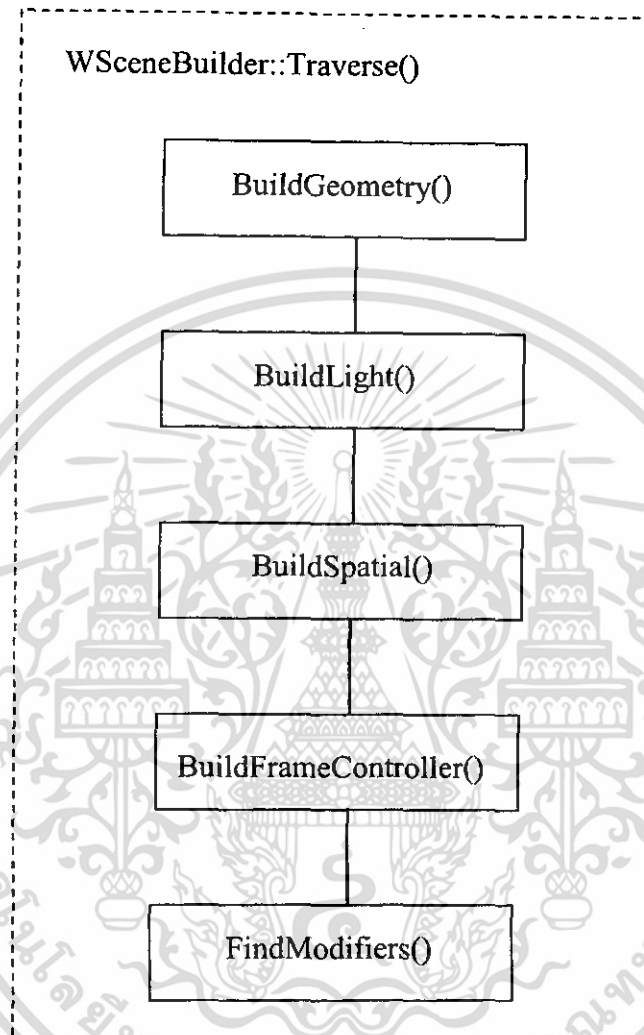 WSceneBuilder::Traverse()
BuildGeometry()
BuildLight()
BuildSpatial()
BuildFrameController()
FindModifiers()